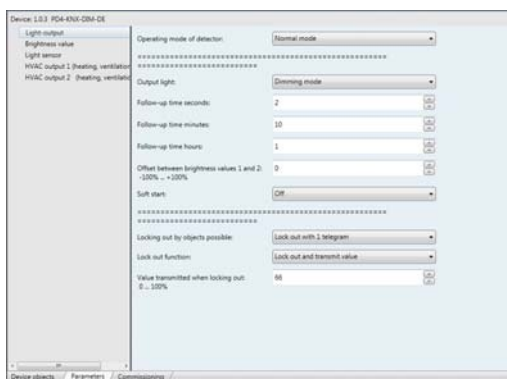 Device: 1.0.3 PD4-KNX-DIM-DE
Light-output
Brightness value
Light sensor
HVAC output 1 (heating, ventilation
HVAC output 2 (heating, ventilatio
Operating mode of detector: Normal mode
Output light: Dimming mode
Follow-up time seconds: 2
Follow-up time minutes: 10
Follow-up time hours: 1
Offset between brightness values 1 and 2: 0
-100% ... +100%
Soft start: Off
Locking out by objects possible: Lock out with 1 telegram
Lock out function: Lock out and transmit value
Value transmitted when locking out: 66
0 ... 100%
Device objects Parameters Commissioning